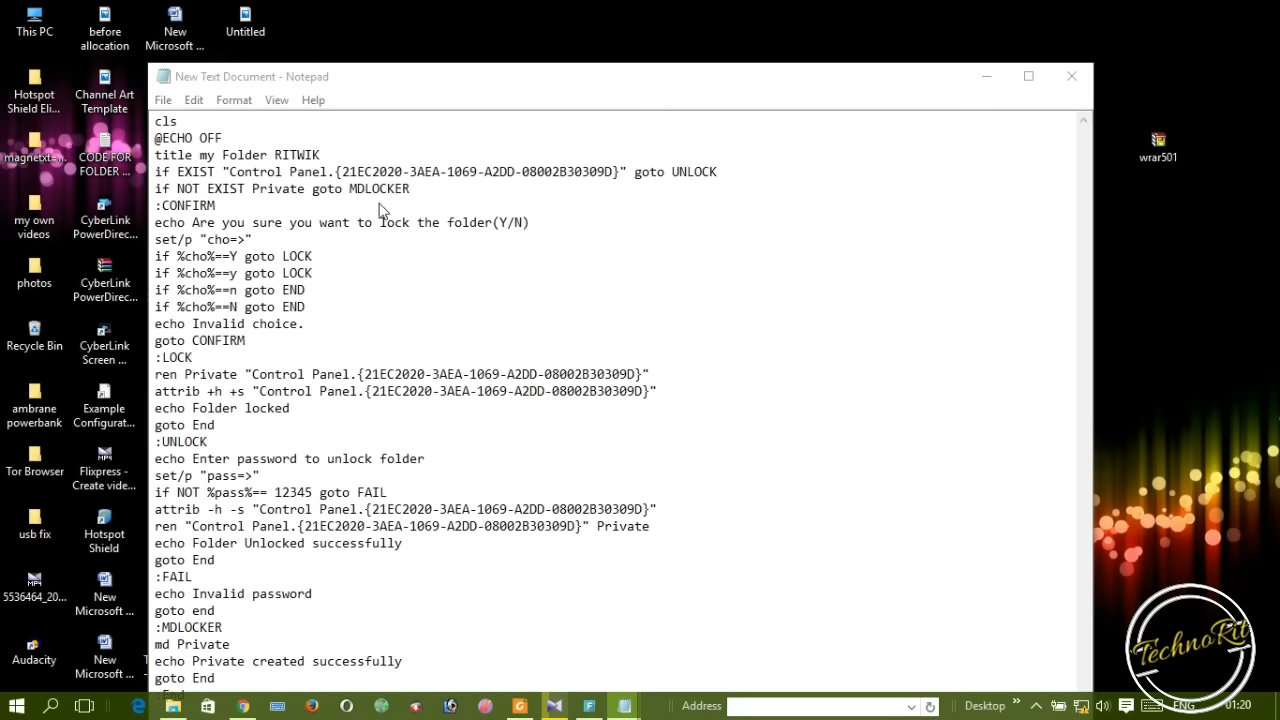 This PC
before allocation
New Microsoft ...
Untitled
Hotspot Shield Eli...
Channel Art Template
magnetxt=...
CODE FOR FOLDER ...
my own videos
CyberLink PowerDirec...
photos
CyberLink PowerDirec...
Recycle Bin
CyberLink Screen ...
ambrane powerbank
Example Configurat...
Tor Browser
Flixpress - Create vide...
usb fix
Hotspot Shield
5536464_20...
New Microsoft ...
Audacity
New Microsoft ...
wrar501
New Text Document - Notepad
File Edit Format View Help
cls
@ECHO OFF
title my Folder RITWIK
if EXIST "Control Panel.{21EC2020-3AEA-1069-A2DD-08002B30309D}" goto UNLOCK
if NOT EXIST Private goto MDLOCKER
:CONFIRM
echo Are you sure you want to lock the folder(Y/N)
set/p "cho=>"
if %cho%==Y goto LOCK
if %cho%==y goto LOCK
if %cho%==n goto END
if %cho%==N goto END
echo Invalid choice.
goto CONFIRM
:LOCK
ren Private "Control Panel.{21EC2020-3AEA-1069-A2DD-08002B30309D}"
attrib +h +s "Control Panel.{21EC2020-3AEA-1069-A2DD-08002B30309D}"
echo Folder locked
goto End
:UNLOCK
echo Enter password to unlock folder
set/p "pass=>"
if NOT %pass%== 12345 goto FAIL
attrib -h -s "Control Panel.{21EC2020-3AEA-1069-A2DD-08002B30309D}"
ren "Control Panel.{21EC2020-3AEA-1069-A2DD-08002B30309D}" Private
echo Folder Unlocked successfully
goto End
:FAIL
echo Invalid password
goto end
:MDLOCKER
md Private
echo Private created successfully
goto End
:End
TechnoRit
Address
Desktop
ENG
01:20